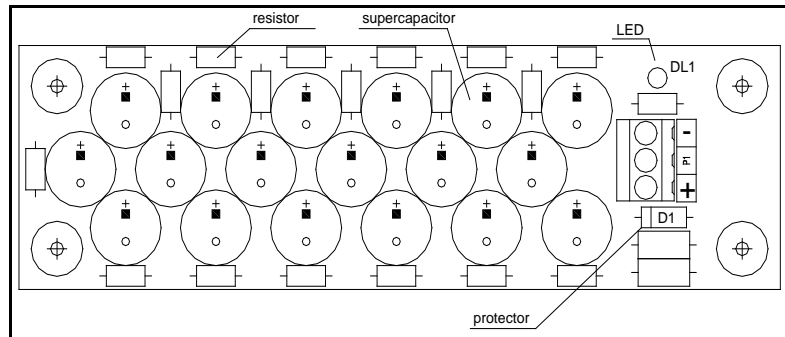 resistor
supercapacitor
LED
DL1
+ + + + + +
-
P1
+
+ + + + + +
+ + + + + +
D1
protector